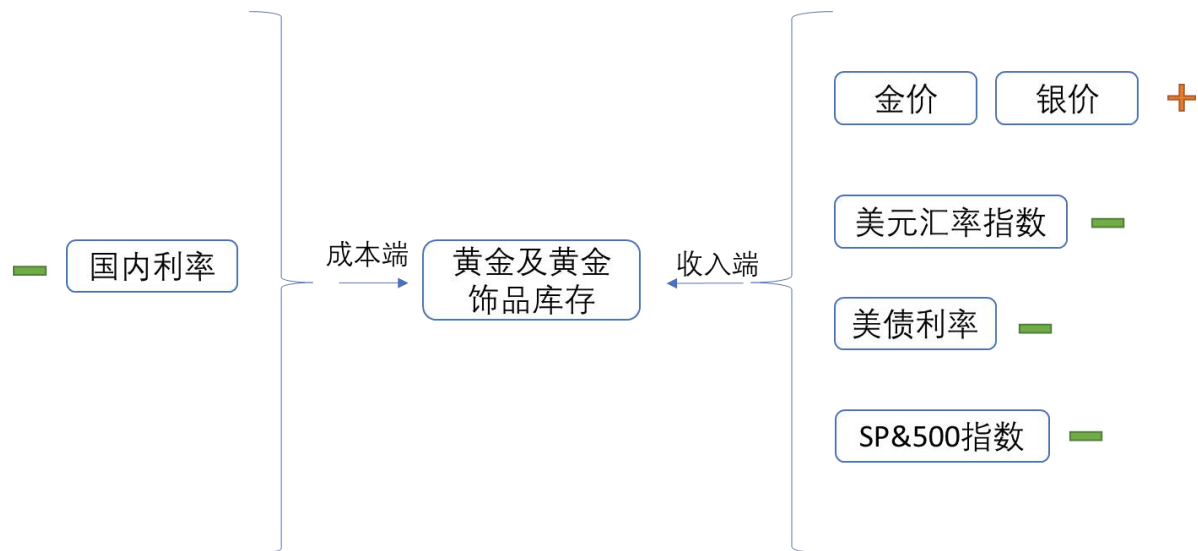 国内利率
成本端
黄金及黄金
饰品库存
收入端
金价
银价
美元汇率指数
美债利率
SP&500指数